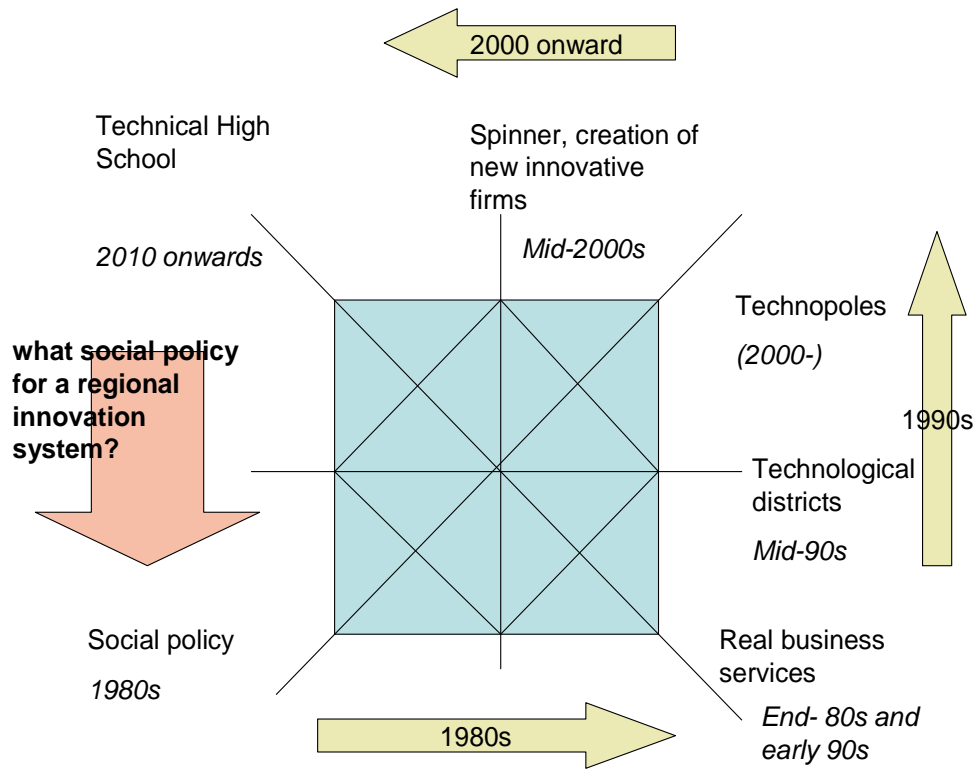 2000 onward
Technical High
School
Spinner, creation of
new innovative
firms
2010 onwards
Mid-2000s
Technopoles
(2000-)
1990s
what social policy
for a regional
innovation
system?
Technological
districts
Mid-90s
Social policy
1980s
Real business
services
End- 80s and
early 90s
1980s